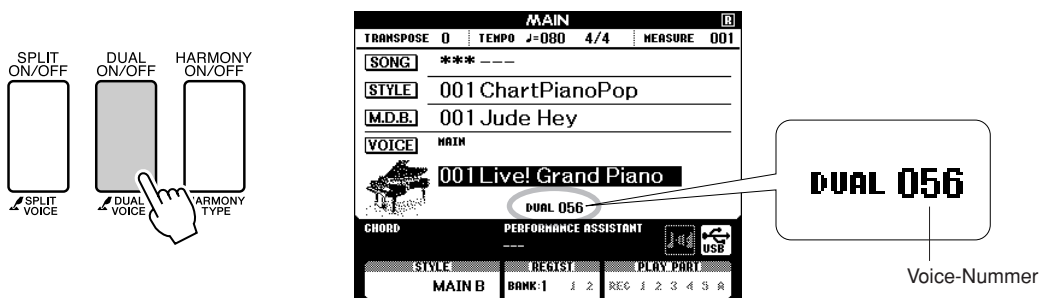 SPLIT ON/OFF
DUAL ON/OFF
HARMONY ON/OFF
SPLIT VOICE
DUAL VOICE
ARMONY TYPE
MAIN R
TRANSPOSE 0 TEMPO ♩=080 4/4 MEASURE 001
SONG *** ---
STYLE 001 ChartPianoPop
M.D.B. 001 Jude Hey
VOICE MAIN
001 Live! Grand Piano
DUAL 056
CHORD PERFORMANCE ASSISTANT
---
USB
STYLE REGIST PLAY PART
MAIN B BANK:1 1 2 REC 1 2 3 4 5 A
DUAL 056
Voice-Nummer